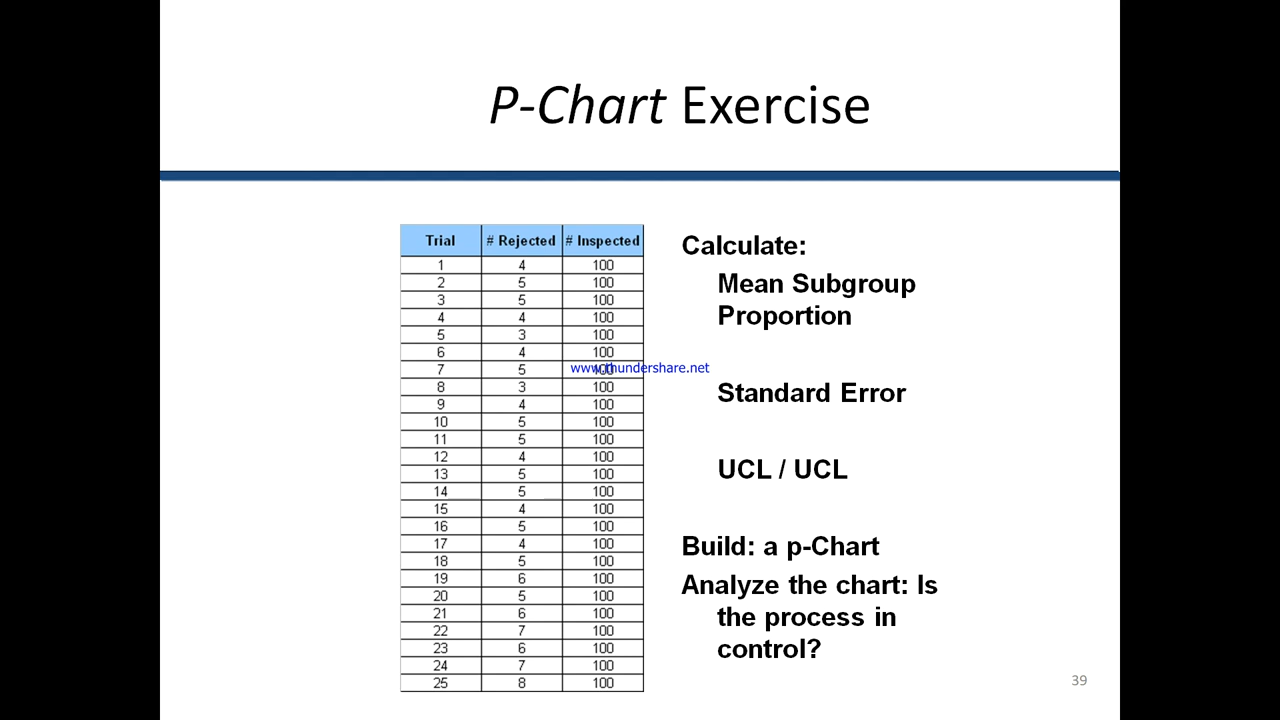 P-Chart Exercise
Trial # Rejected # Inspected
1 4 100
2 5 100
3 5 100
4 4 100
5 3 100
6 4 100
7 5 100
www.thundershare.net
8 3 100
9 4 100
10 5 100
11 5 100
12 4 100
13 5 100
14 5 100
15 4 100
16 5 100
17 4 100
18 5 100
19 6 100
20 5 100
21 6 100
22 7 100
23 6 100
24 7 100
25 8 100
Calculate:
Mean Subgroup
Proportion
Standard Error
UCL / UCL
Build: a p-Chart
Analyze the chart: Is
the process in
control?
39